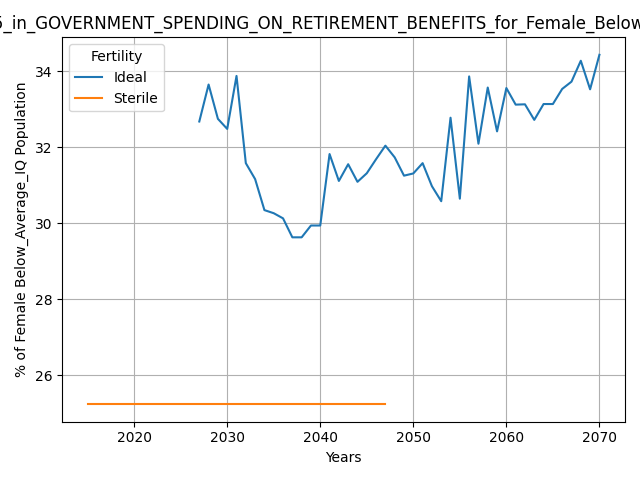 _in_GOVERNMENT_SPENDING_ON_RETIREMENT_BENEFITS_for_Female_Below
Fertility
Ideal
Sterile
% of Female Below_Average_IQ Population
34
32
30
28
26
2020 2030 2040 2050 2060 2070
Years